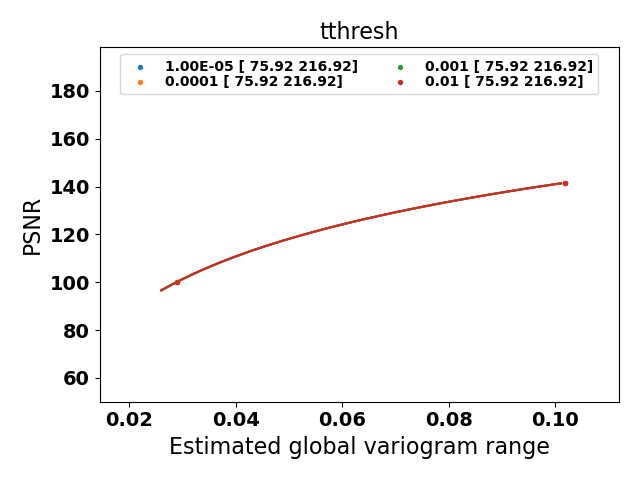 tthresh
1.00E-05 [ 75.92 216.92]
0.0001 [ 75.92 216.92]
0.001 [ 75.92 216.92]
0.01 [ 75.92 216.92]
PSNR
180
160
140
120
100
80
60
0.02 0.04 0.06 0.08 0.10
Estimated global variogram range